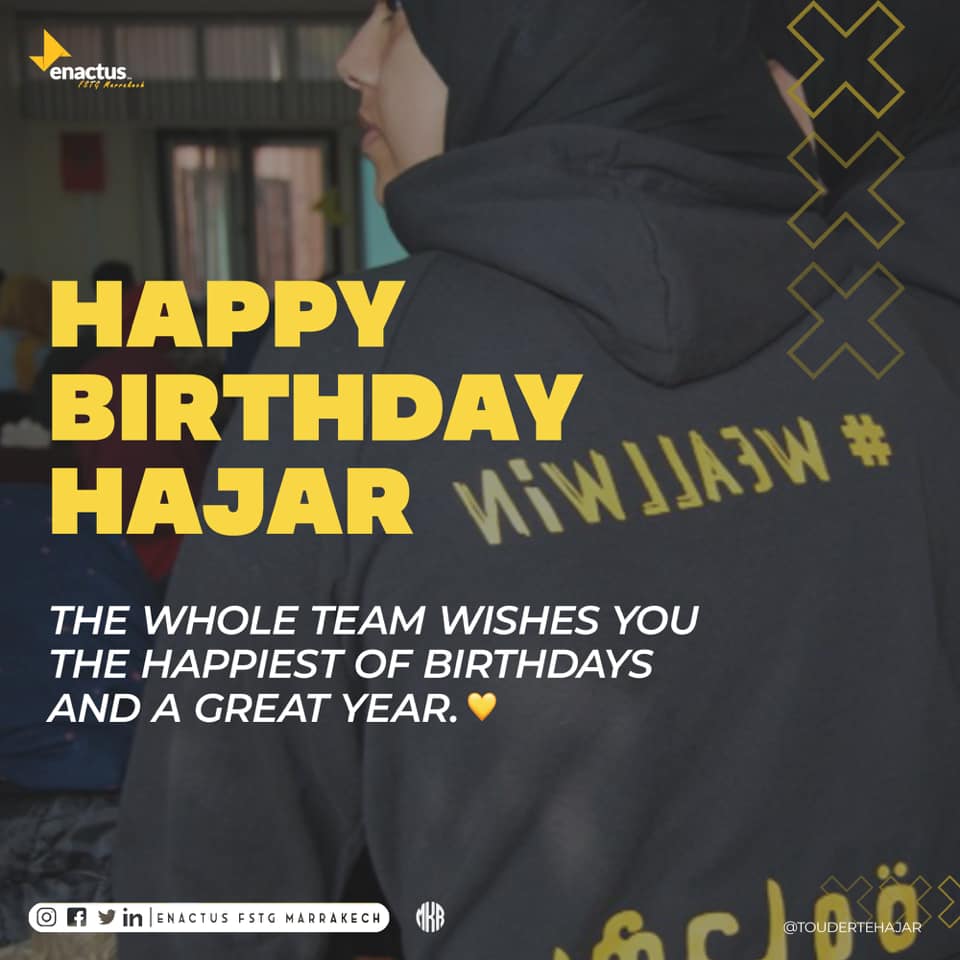 enactus™
FSTG Marrakech
HAPPY
BIRTHDAY
HAJAR
#WEALLWiN
THE WHOLE TEAM WISHES YOU
THE HAPPIEST OF BIRTHDAYS
AND A GREAT YEAR. 💛
ENACTUS FSTG MARRAKECH
MKR
@TOUDERTEHAJAR